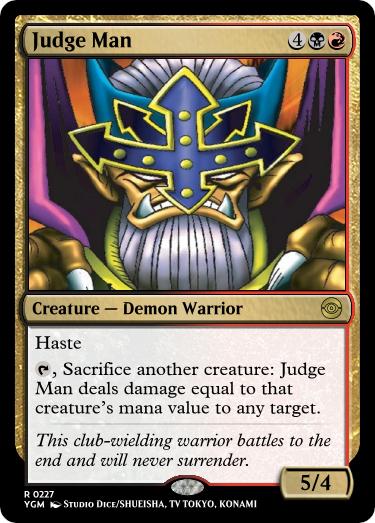 Judge Man 4
Creature — Demon Warrior
Haste
, Sacrifice another creature: Judge
Man deals damage equal to that
creature's mana value to any target.
This club-wielding warrior battles to the
end and will never surrender.
5/4
R 0227
YGM STUDIO DICE/SHUEISHA, TV TOKYO, KONAMI